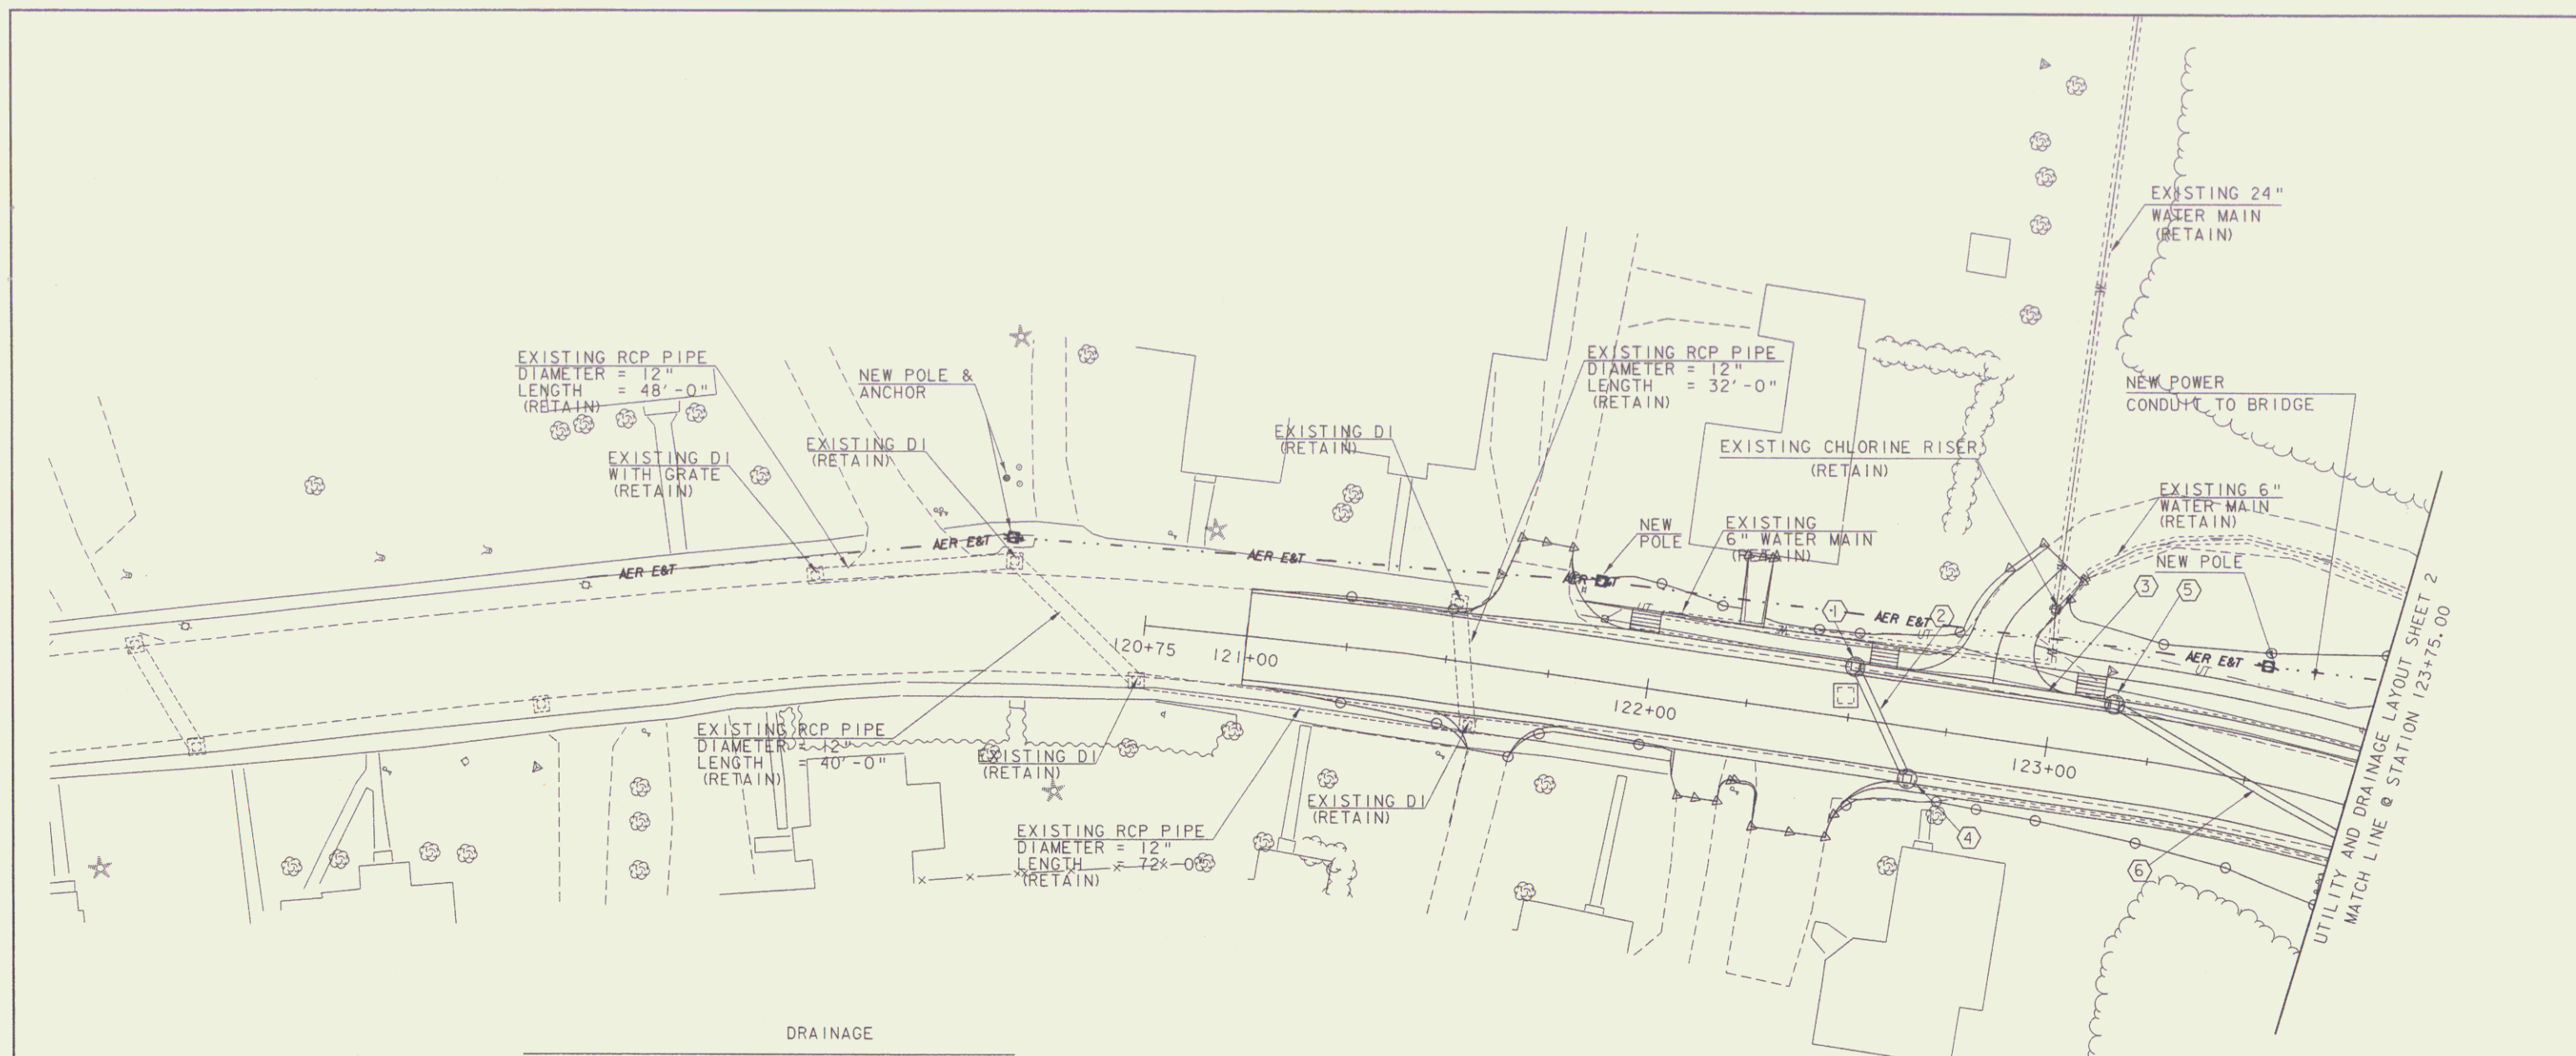 EXISTING 24"
WATER MAIN
(RETAIN)
EXISTING RCP PIPE
DIAMETER = 12"
LENGTH = 48'-0"
(RETAIN)
NEW POLE &
ANCHOR
EXISTING RCP PIPE
DIAMETER = 12"
LENGTH = 32'-0"
(RETAIN)
NEW POWER
CONDUIT TO BRIDGE
EXISTING DI
WITH GRATE
(RETAIN)
EXISTING DI
(RETAIN)
EXISTING DI
(RETAIN)
EXISTING CHLORINE RISER
(RETAIN)
EXISTING 6"
WATER MAIN
(RETAIN)
NEW
POLE
EXISTING
6" WATER MAIN
(RETAIN)
NEW POLE
AER E&T
AER E&T
AER E&T
AER E&T
AER E&T
AER E&T
UT
UT
UT
1
2
3
5
120+75
121+00
122+00
123+00
EXISTING RCP PIPE
DIAMETER = 12"
LENGTH = 40'-0"
(RETAIN)
EXISTING DI
(RETAIN)
EXISTING DI
(RETAIN)
EXISTING RCP PIPE
DIAMETER = 12"
LENGTH = 72'-0"
(RETAIN)
4
6
UTILITY AND DRAINAGE LAYOUT SHEET 2
MATCH LINE @ STATION 123+75.00
DRAINAGE